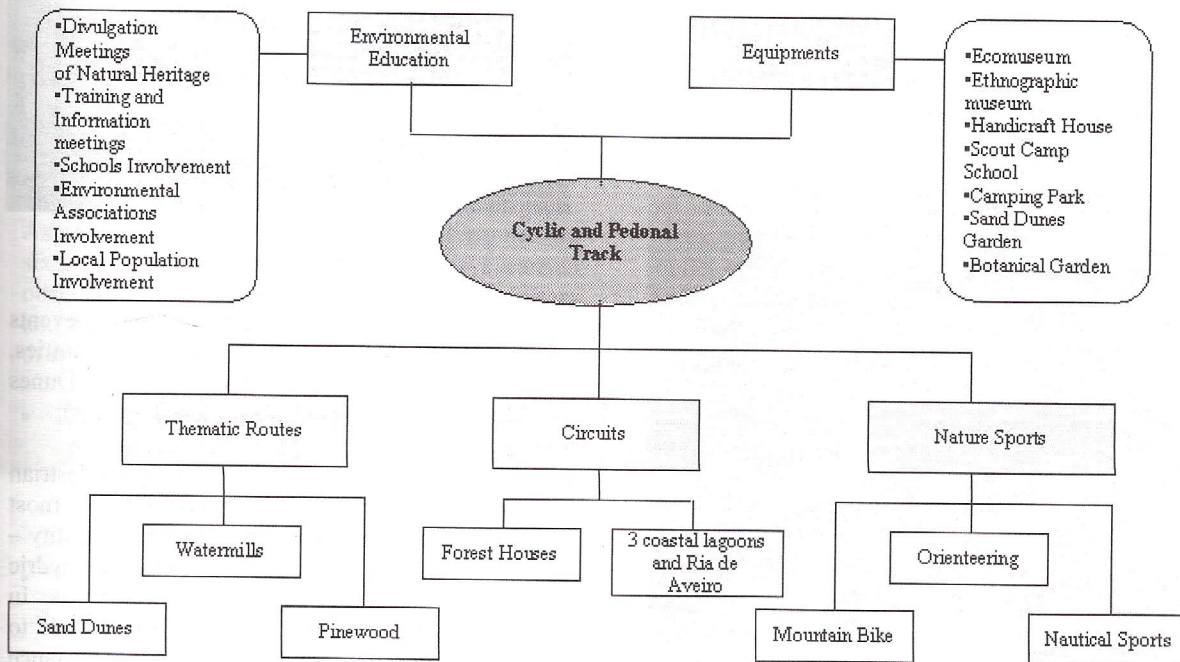 ▪Divulgation
Meetings
of Natural Heritage
▪Training and
Information
meetings
▪Schools Involvement
▪Environmental
Associations
Involvement
▪Local Population
Involvement
Environmental
Education
Equipments
▪Ecomuseum
▪Ethnographic
museum
▪Handicraft House
▪Scout Camp
School
▪Camping Park
▪Sand Dunes
Garden
▪Botanical Garden
Cyclic and Pedonal
Track
Thematic Routes
Circuits
Nature Sports
Watermills
Sand Dunes
Pinewood
Forest Houses
3 coastal lagoons
and Ria de
Aveiro
Orienteering
Mountain Bike
Nautical Sports